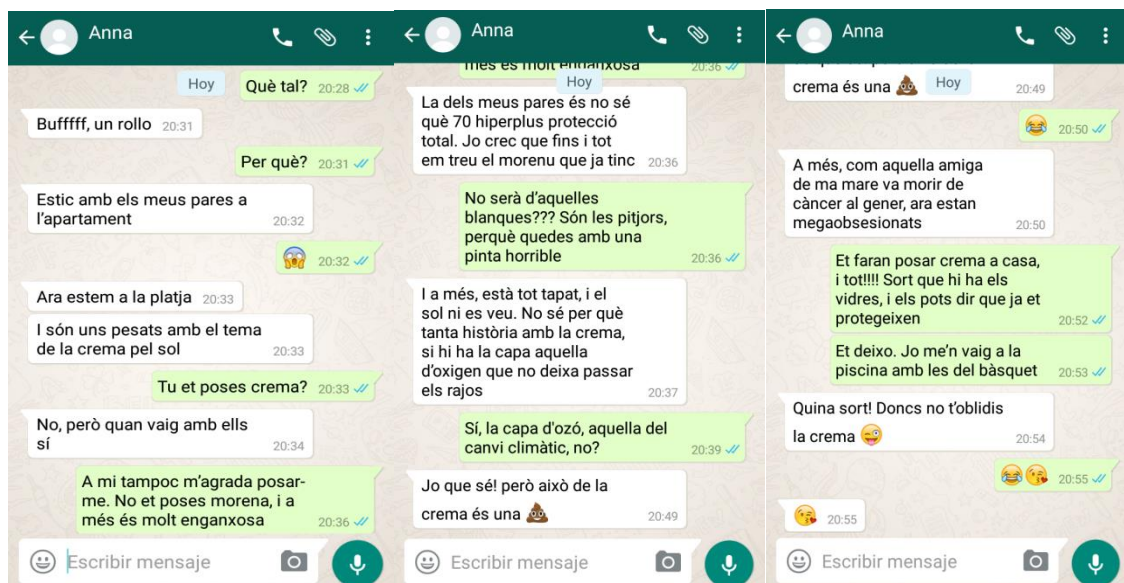 Anna
Hoy
Què tal? 20:28
Bufffff, un rollo 20:31
Per què? 20:31
Estic amb els meus pares a
l'apartament 20:32
20:32
Ara estem a la platja 20:33
I són uns pesats amb el tema
de la crema pel sol 20:33
Tu et poses crema? 20:33
No, però quan vaig amb ells
sí 20:34
A mi tampoc m'agrada posar-
me. No et poses morena, i a
més és molt enganxosa 20:36
Escribir mensaje
Anna
més és molt enganxosa 20:36
Hoy
La dels meus pares és no sé
què 70 hiperplus protecció
total. Jo crec que fins i tot
em treu el morenu que ja tinc 20:36
No serà d'aquelles
blanques??? Són les pitjors,
perquè quedes amb una
pinta horrible 20:36
I a més, està tot tapat, i el
sol ni es veu. No sé per què
tanta història amb la crema,
si hi ha la capa aquella
d'oxigen que no deixa passar
els rajos 20:37
Sí, la capa d'ozó, aquella del
canvi climàtic, no? 20:39
Jo que sé! però això de la
crema és una 💩 20:49
Escribir mensaje
Anna
crema és una 💩 20:49
Hoy
😂 20:50
A més, com aquella amiga
de ma mare va morir de
càncer al gener, ara estan
megaobsesionats 20:50
Et faran posar crema a casa,
i tot!!!! Sort que hi ha els
vidres, i els pots dir que ja et
protegeixen 20:52
Et deixo. Jo me'n vaig a la
piscina amb les del bàsquet 20:53
Quina sort! Doncs no t'oblidis
la crema 😜 20:54
😂😘 20:55
😘 20:55
Escribir mensaje